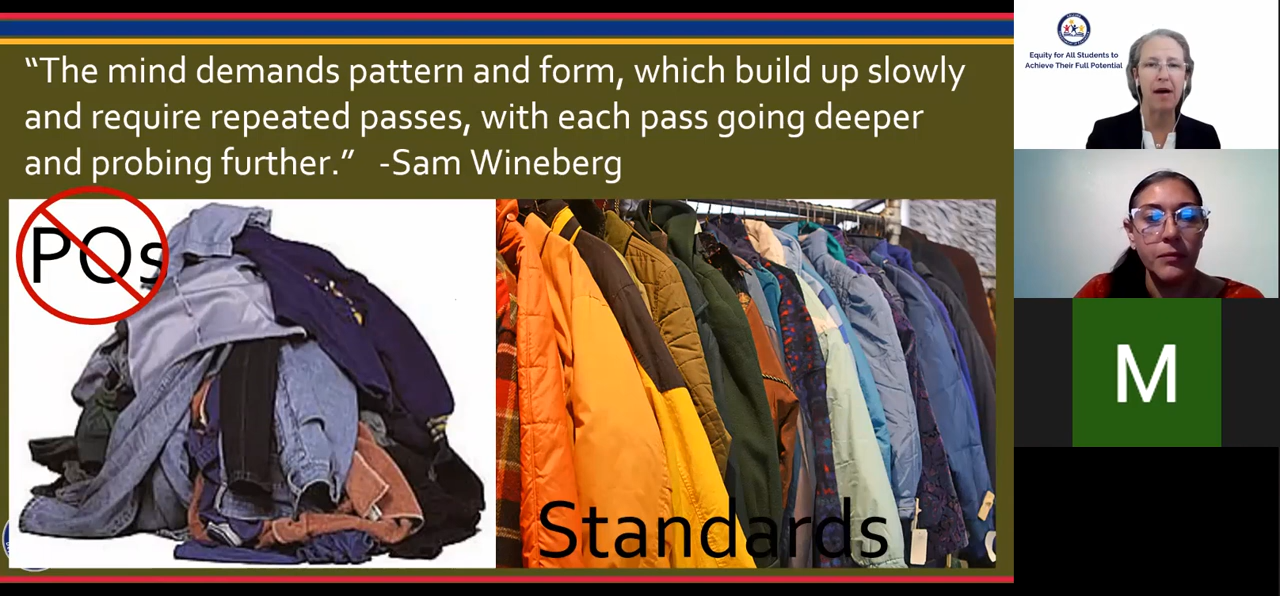 “The mind demands pattern and form, which build up slowly
and require repeated passes, with each pass going deeper
and probing further.” -Sam Wineberg
PQs
Standards
Equity for All Students to
Achieve Their Full Potential
M